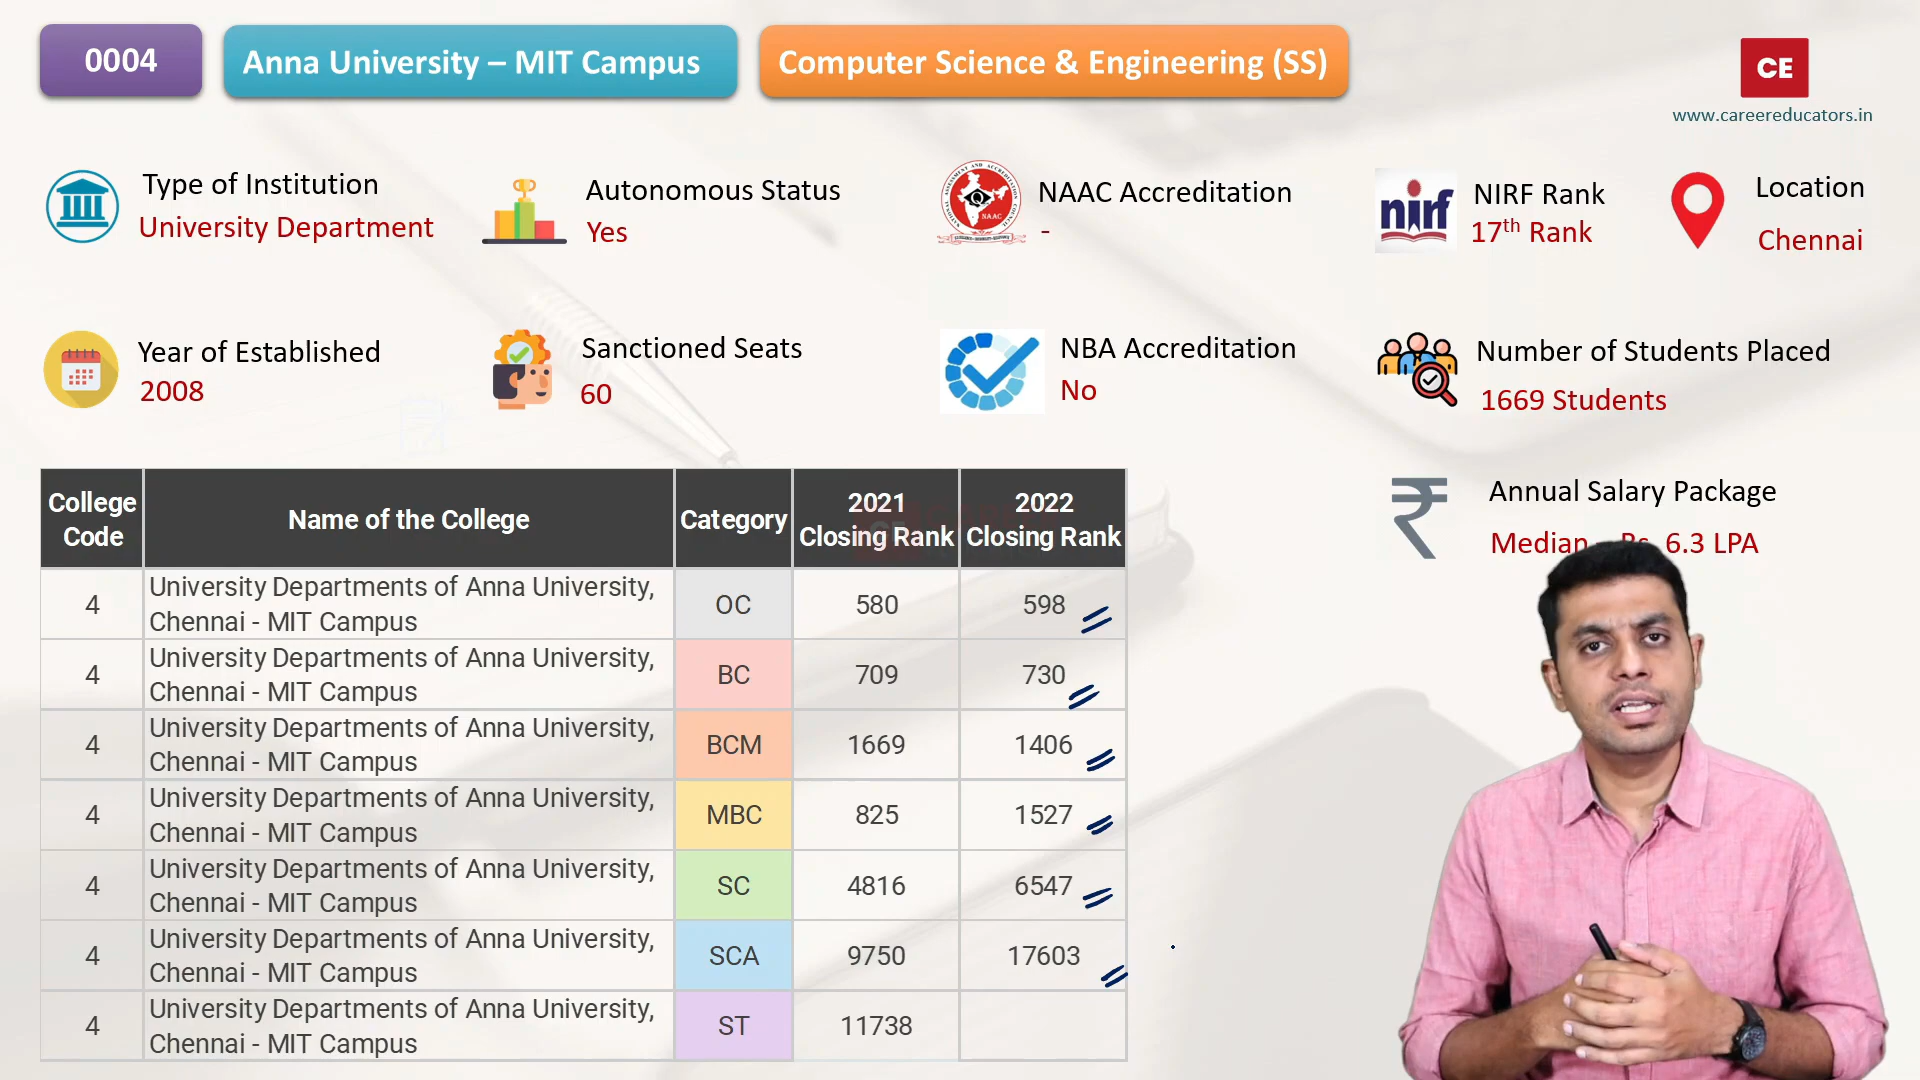 0004
Anna University – MIT Campus
Computer Science & Engineering (SS)
CE
www.careereducators.in
Type of Institution
University Department
Autonomous Status
Yes
NAAC
NAAC Accreditation
-
nirf
NIRF Rank
17th Rank
Location
Chennai
Year of Established
2008
Sanctioned Seats
60
NBA Accreditation
No
Number of Students Placed
1669 Students
Annual Salary Package
Median – Rs. 6.3 LPA
College Code Name of the College Category 2021 Closing Rank 2022 Closing Rank
4 University Departments of Anna University, Chennai - MIT Campus OC 580 598
4 University Departments of Anna University, Chennai - MIT Campus BC 709 730
4 University Departments of Anna University, Chennai - MIT Campus BCM 1669 1406
4 University Departments of Anna University, Chennai - MIT Campus MBC 825 1527
4 University Departments of Anna University, Chennai - MIT Campus SC 4816 6547
4 University Departments of Anna University, Chennai - MIT Campus SCA 9750 17603
4 University Departments of Anna University, Chennai - MIT Campus ST 11738